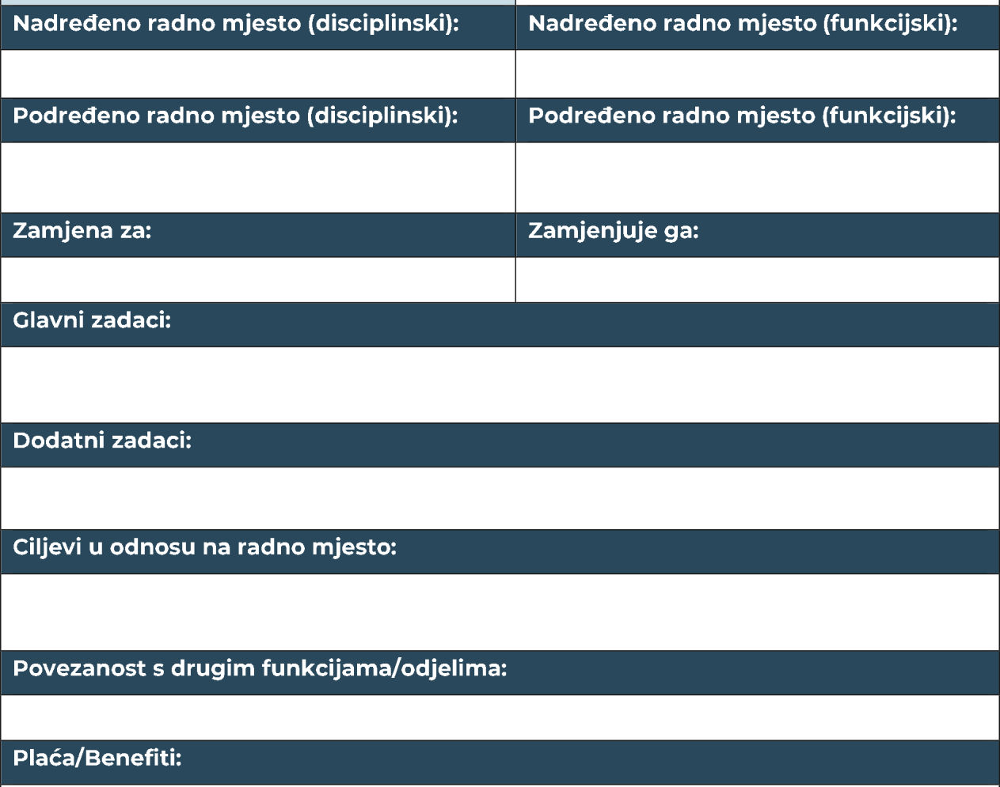 Nadređeno radno mjesto (disciplinski):
Nadređeno radno mjesto (funkcijski):
Podređeno radno mjesto (disciplinski):
Podređeno radno mjesto (funkcijski):
Zamjena za:
Zamjenjuje ga:
Glavni zadaci:
Dodatni zadaci:
Ciljevi u odnosu na radno mjesto:
Povezanost s drugim funkcijama/odjelima:
Plaća/Benefiti: